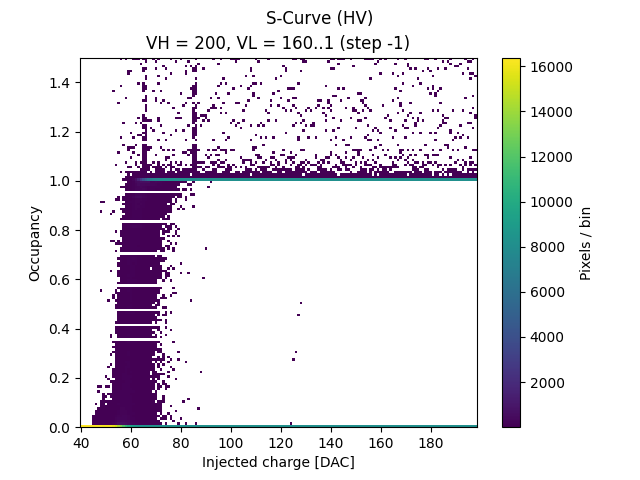 S-Curve (HV)
VH = 200, VL = 160..1 (step -1)
1.4
1.2
1.0
0.8
0.6
0.4
0.2
0.0
Occupancy
40 60 80 100 120 140 160 180
Injected charge [DAC]
16000
14000
12000
10000
8000
6000
4000
2000
Pixels / bin